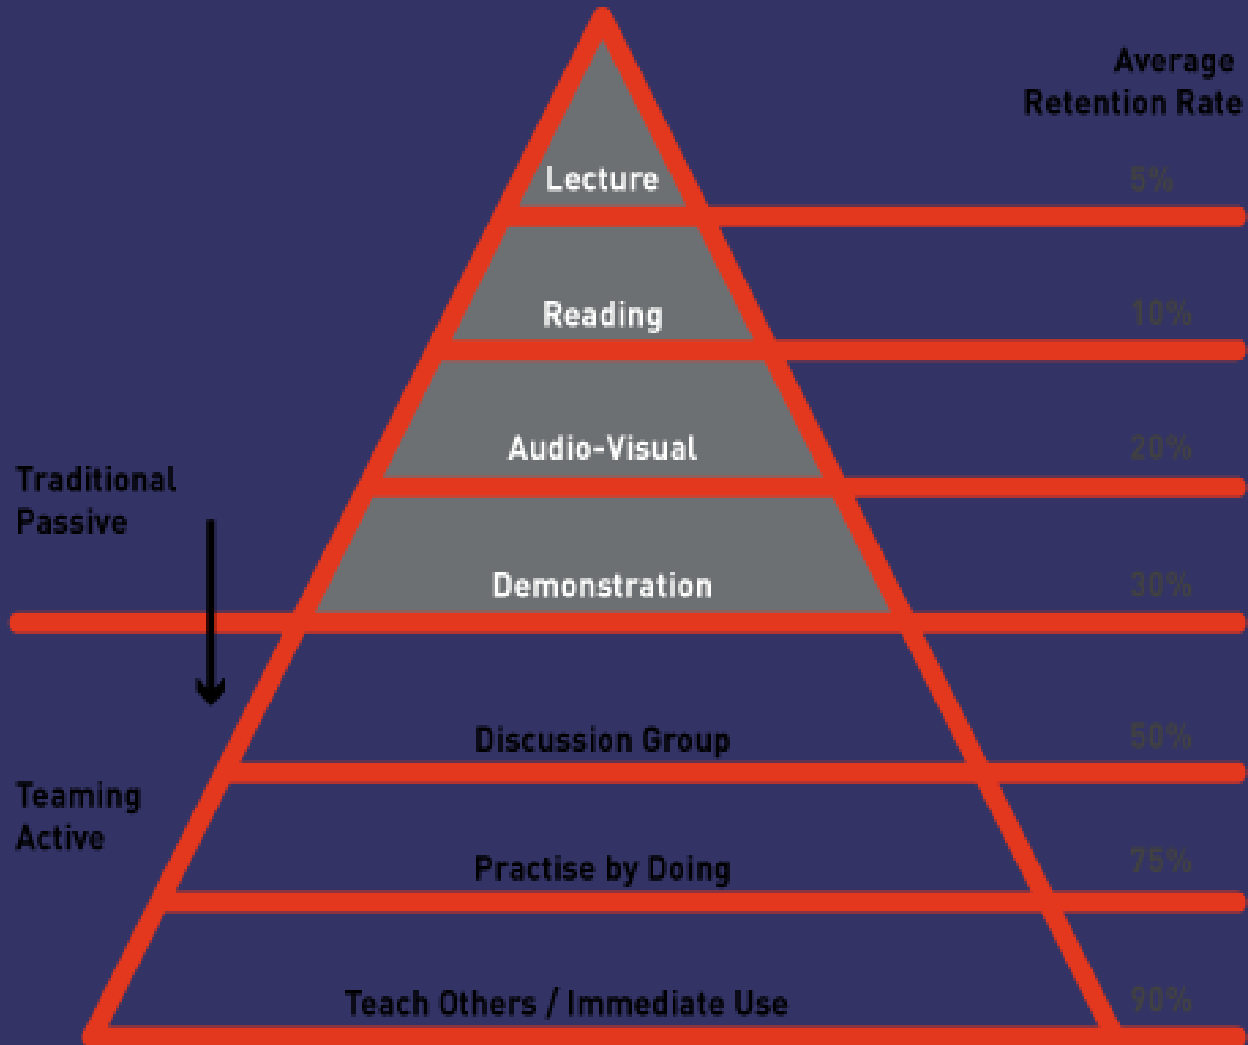 Average
Retention Rate
Lecture
5%
Reading
10%
Audio-Visual
20%
Traditional
Passive
Demonstration
30%
Discussion Group
50%
Teaming
Active
Practise by Doing
75%
Teach Others / Immediate Use
90%